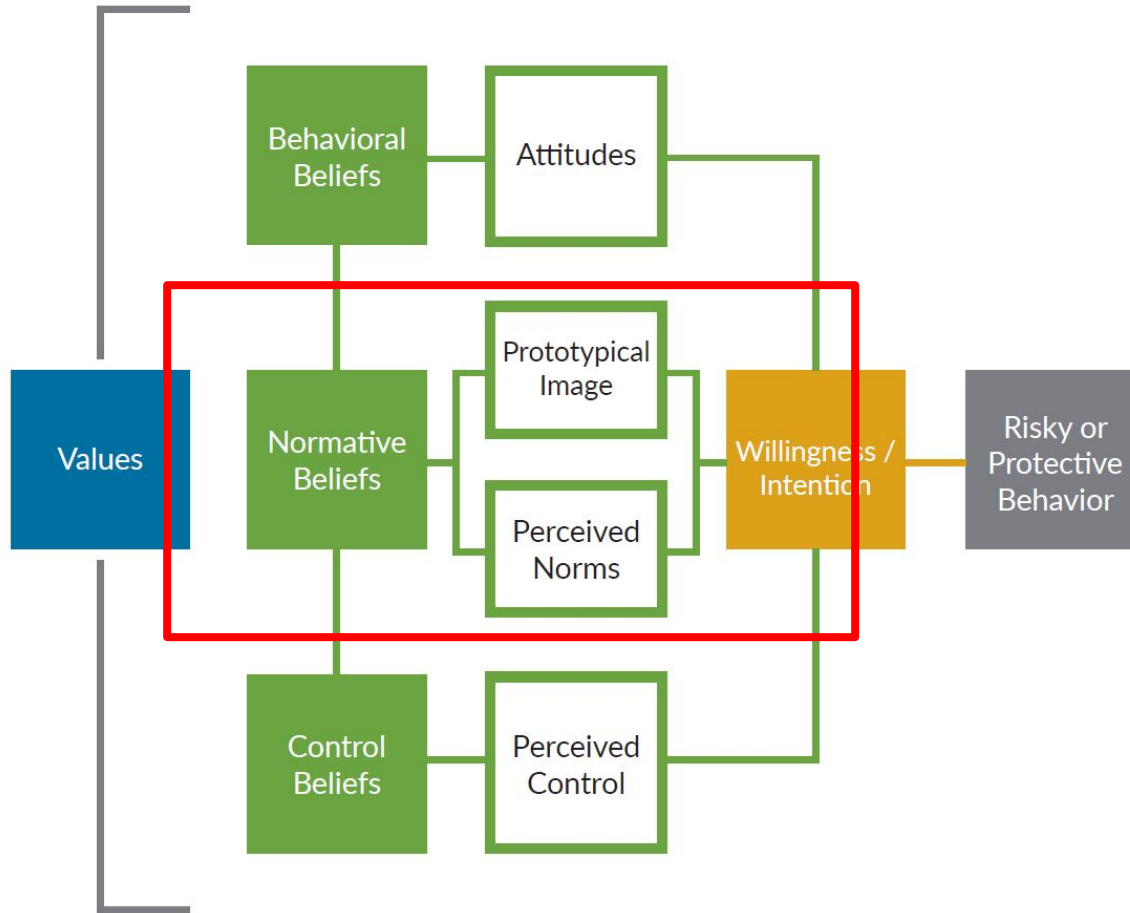 Behavioral
Beliefs
Attitudes
Prototypical
Image
Values
Normative
Beliefs
Willingness /
Intention
Risky or
Protective
Behavior
Perceived
Norms
Control
Beliefs
Perceived
Control